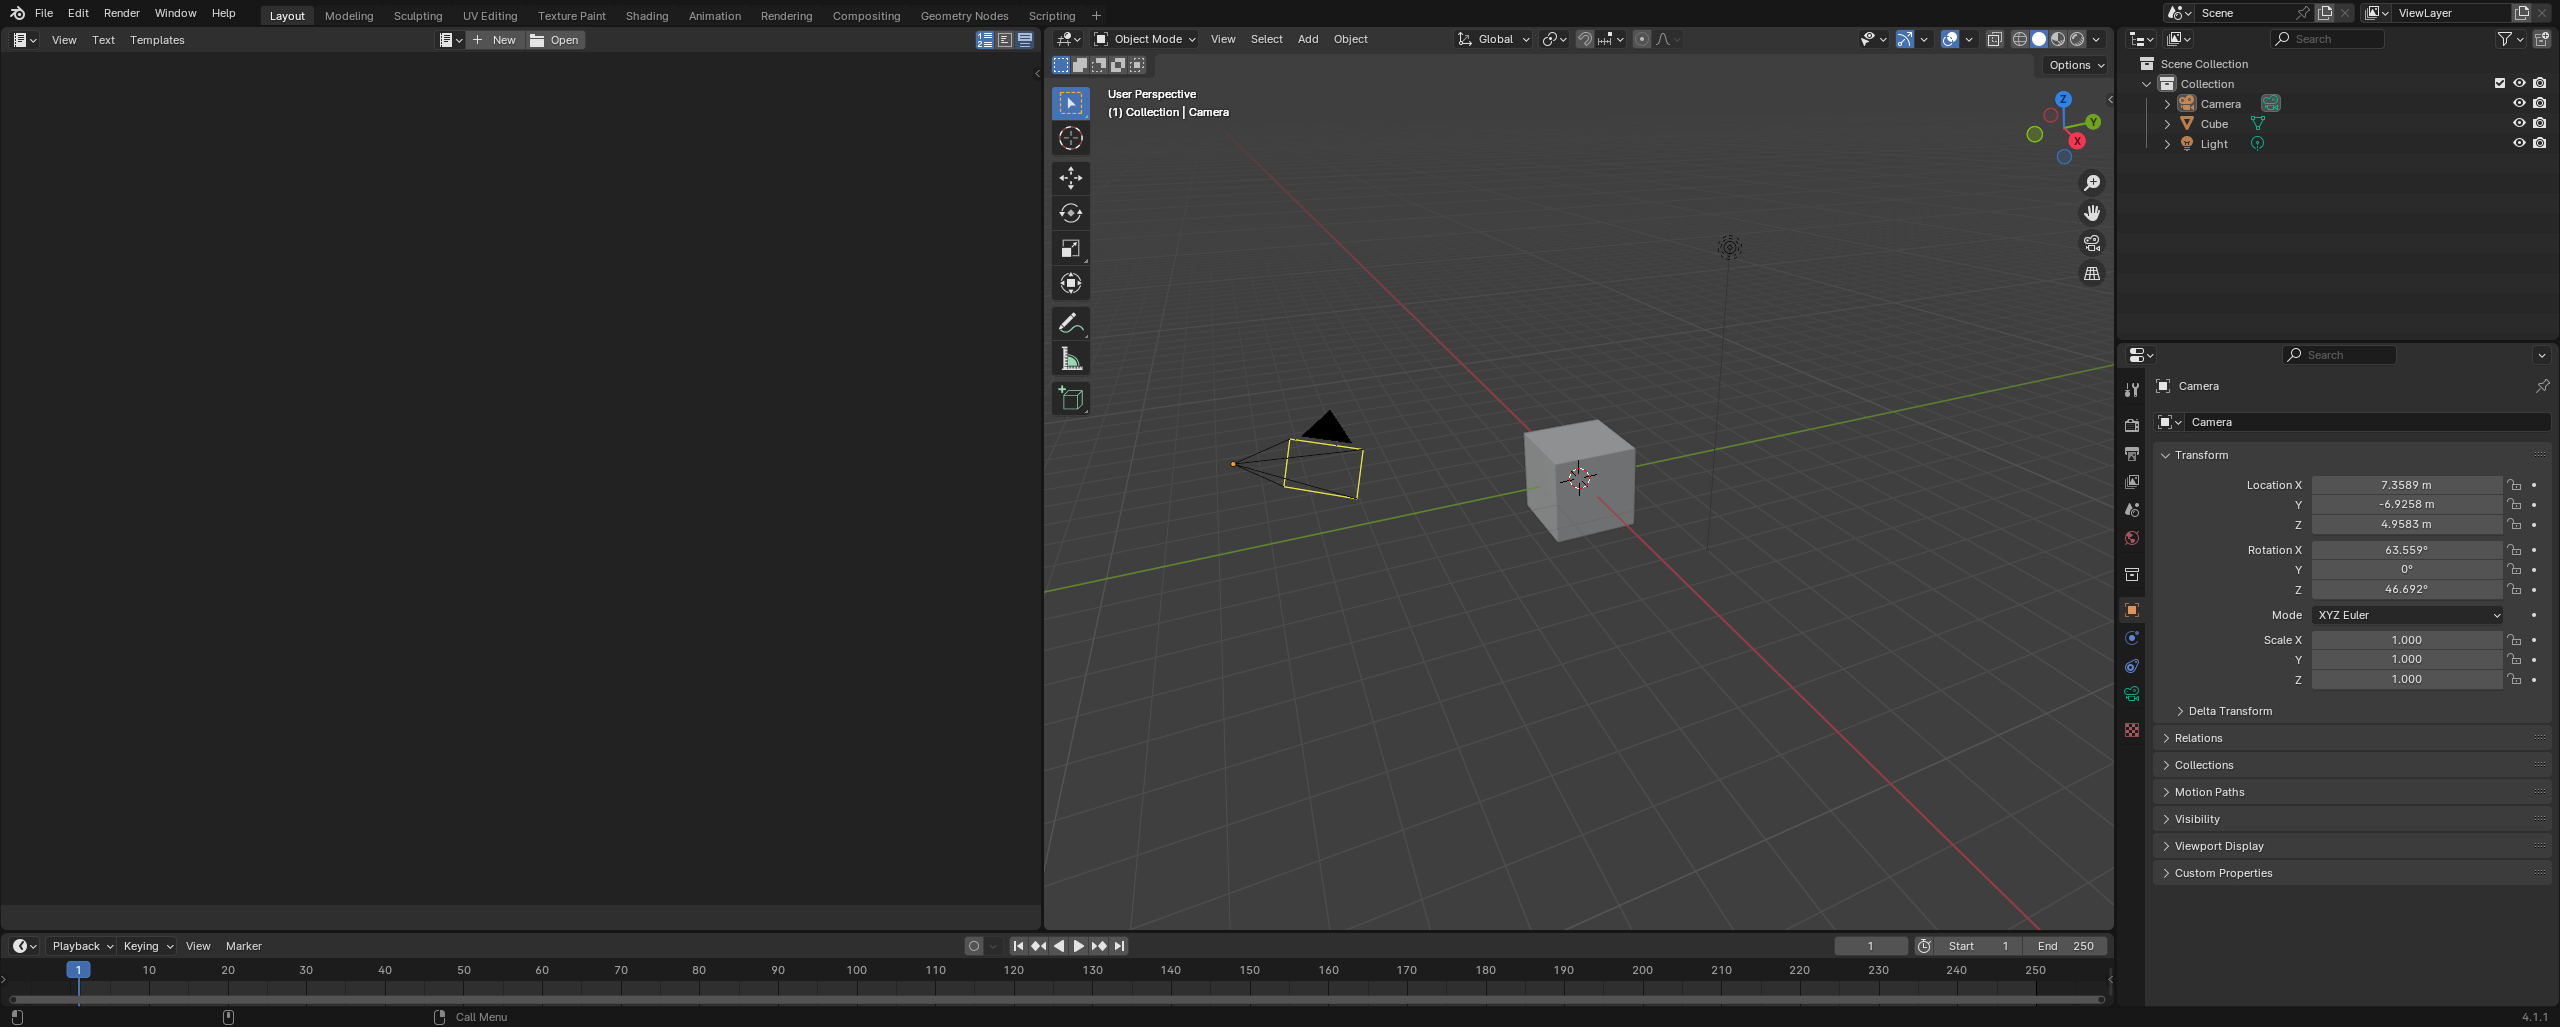 File Edit Render Window Help Layout Modeling Sculpting UV Editing Texture Paint Shading Animation Rendering Compositing Geometry Nodes Scripting + Scene ViewLayer
View Text Templates New Open
Object Mode View Select Add Object Global
Search
Options
User Perspective
(1) Collection | Camera
Z
Y
X
Scene Collection
Collection
Camera
Cube
Light
Search
Camera
Camera
Transform
Location X 7.3589 m
Y -6.9258 m
Z 4.9583 m
Rotation X 63.559°
Y 0°
Z 46.692°
Mode XYZ Euler
Scale X 1.000
Y 1.000
Z 1.000
Delta Transform
Relations
Collections
Motion Paths
Visibility
Viewport Display
Custom Properties
Playback Keying View Marker 1 Start 1 End 250
1 10 20 30 40 50 60 70 80 90 100 110 120 130 140 150 160 170 180 190 200 210 220 230 240 250
Call Menu 4.1.1